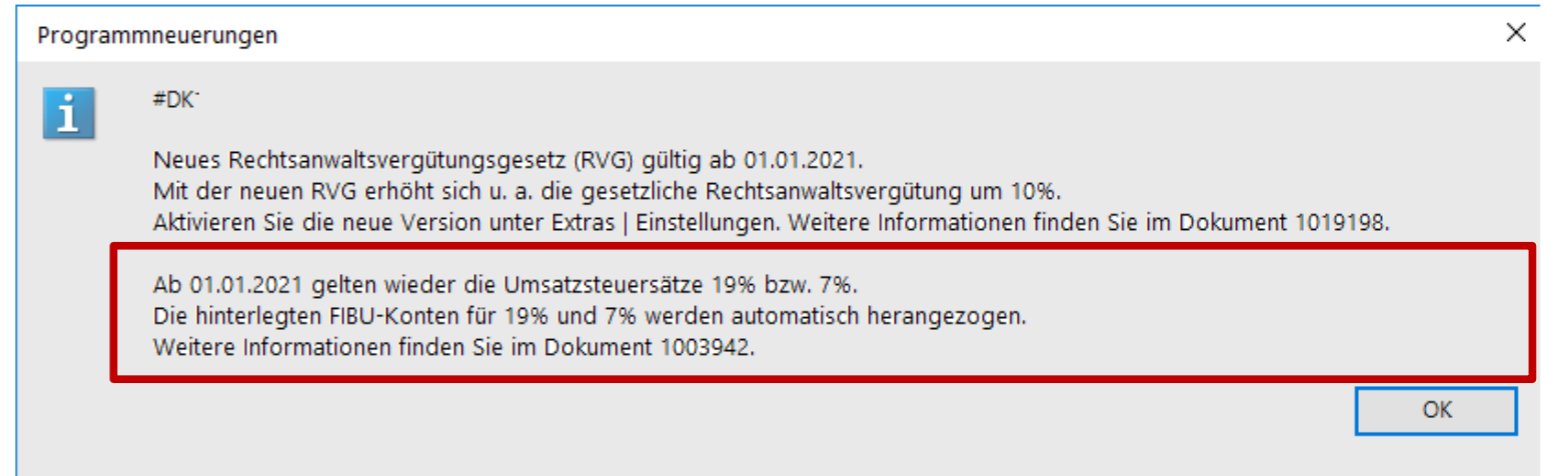 Programmneuerungen
#DK-
Neues Rechtsanwaltsvergütungsgesetz (RVG) gültig ab 01.01.2021.
Mit der neuen RVG erhöht sich u. a. die gesetzliche Rechtsanwaltsvergütung um 10%.
Aktivieren Sie die neue Version unter Extras | Einstellungen. Weitere Informationen finden Sie im Dokument 1019198.
Ab 01.01.2021 gelten wieder die Umsatzsteuersätze 19% bzw. 7%.
Die hinterlegten FIBU-Konten für 19% und 7% werden automatisch herangezogen.
Weitere Informationen finden Sie im Dokument 1003942.
OK